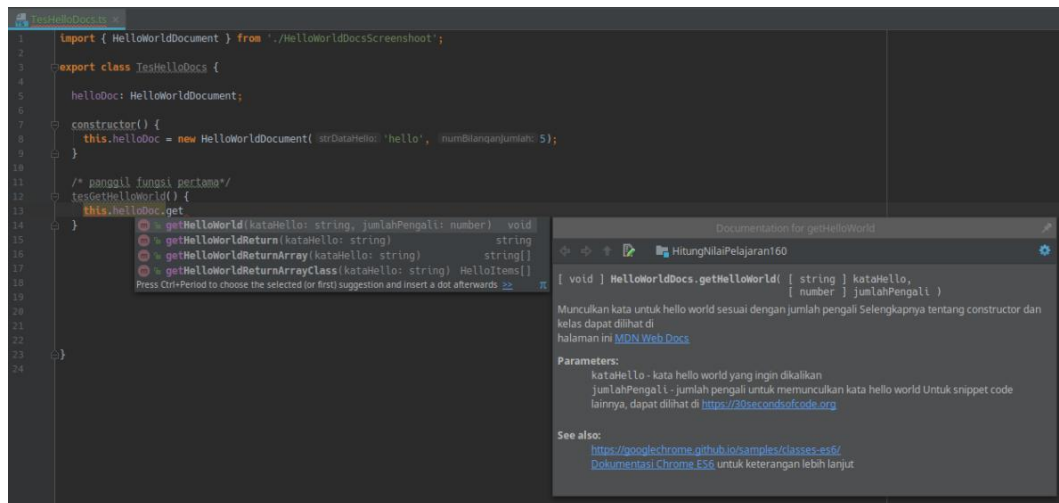 TesHelloDocs.ts ×
1 import { HelloWorldDocument } from './HelloWorldDocsScreenshoot';
2
3 export class TesHelloDocs {
4
5 helloDoc: HelloWorldDocument;
6
7 constructor() {
8 this.helloDoc = new HelloWorldDocument( strDataHello: 'hello', numBilanganJumlah: 5);
9 }
10
11 /* panggil fungsi pertama*/
12 tesGetHelloWorld() {
13 this.helloDoc.get
14 }
15
16
17
18
19
20
21
22
23 }
24
m getHelloWorld(kataHello: string, jumlahPengali: number) void
m getHelloWorldReturn(kataHello: string) string
m getHelloWorldReturnArray(kataHello: string) string[]
m getHelloWorldReturnArrayClass(kataHello: string) HelloItems[]
Press Ctrl+Period to choose the selected (or first) suggestion and insert a dot afterwards >> π
Documentation for getHelloWorld
HitungNilaiPelajaran160
[ void ] HelloWorldDocs.getHelloWorld( [ string ] kataHello,
[ number ] jumlahPengali )
Munculkan kata untuk hello world sesuai dengan jumlah pengali Selengkapnya tentang constructor dan
kelas dapat dilihat di
halaman ini MDN Web Docs
Parameters:
kataHello - kata hello world yang ingin dikalikan
jumlahPengali - jumlah pengali untuk memunculkan kata hello world Untuk snippet code
lainnya, dapat dilihat di https://30secondsofcode.org
See also:
https://googlechrome.github.io/samples/classes-es6/
Dokumentasi Chrome ES6 untuk keterangan lebih lanjut